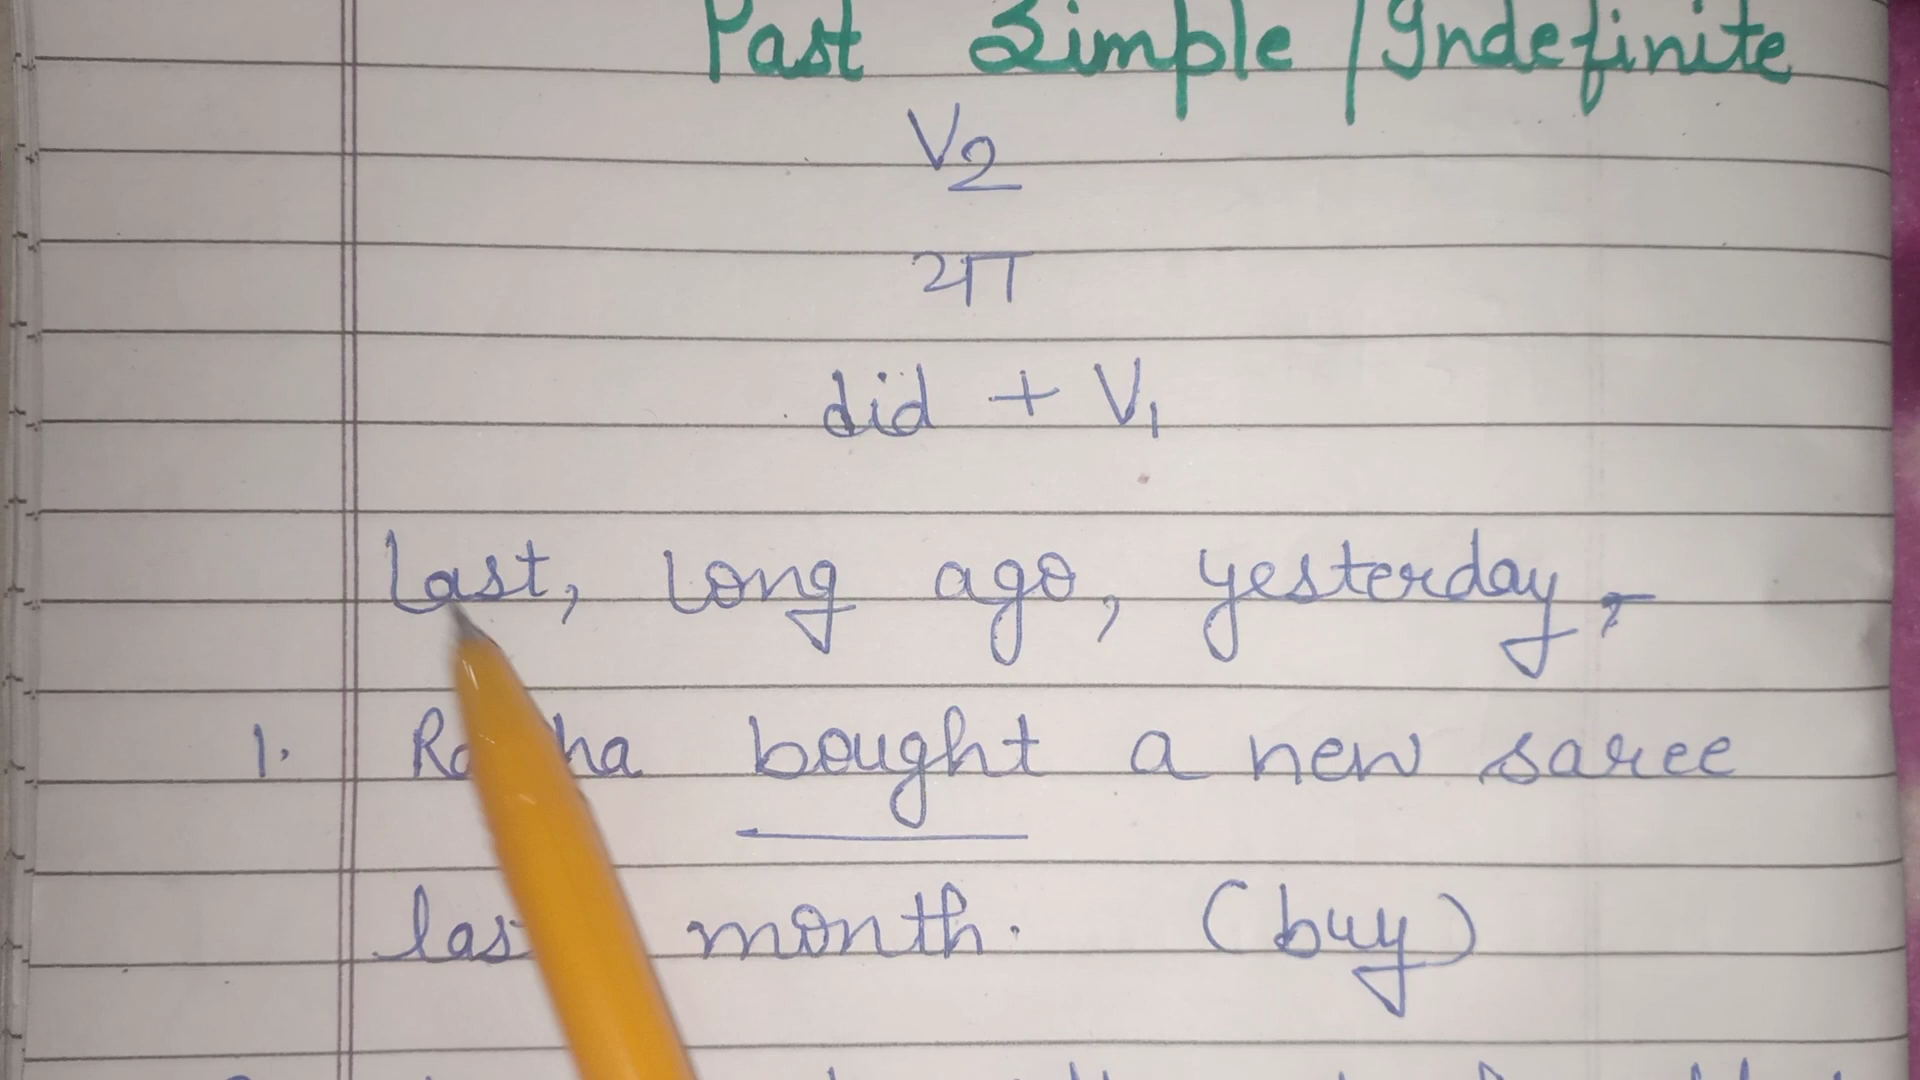 Past Simple/Indefinite
V2
या
did + V1
Last, long ago, yesterday,
1. bought a new saree
month. (buy)